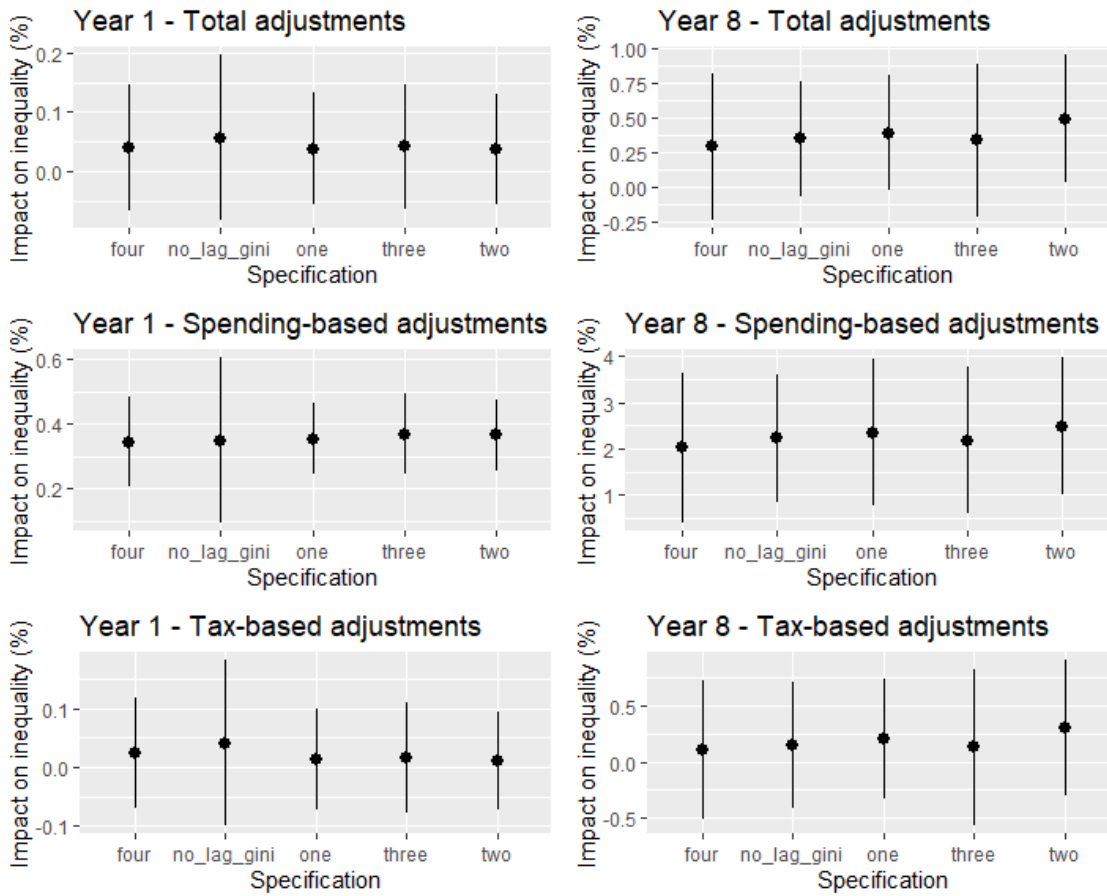 Year 1 - Total adjustments
Impact on inequality (%)
0.2
0.1
0.0
four no_lag_gini one three two
Specification
Year 8 - Total adjustments
Impact on inequality (%)
1.00
0.75
0.50
0.25
0.00
-0.25
four no_lag_gini one three two
Specification
Year 1 - Spending-based adjustments
Impact on inequality (%)
0.6
0.4
0.2
four no_lag_gini one three two
Specification
Year 8 - Spending-based adjustments
Impact on inequality (%)
4
3
2
1
four no_lag_gini one three two
Specification
Year 1 - Tax-based adjustments
Impact on inequality (%)
0.1
0.0
-0.1
four no_lag_gini one three two
Specification
Year 8 - Tax-based adjustments
Impact on inequality (%)
0.5
0.0
-0.5
four no_lag_gini one three two
Specification